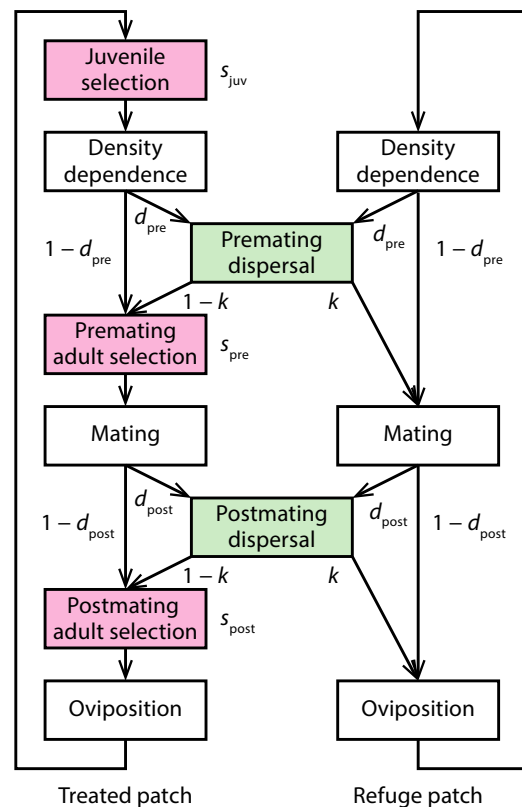 Juvenile
selection
s_juv
Density
dependence
Density
dependence
d_pre
d_pre
1 – d_pre
Premating
dispersal
1 – d_pre
1 – k
k
Premating
adult selection
s_pre
Mating
Mating
d_post
d_post
1 – d_post
Postmating
dispersal
1 – d_post
1 – k
k
Postmating
adult selection
s_post
Oviposition
Oviposition
Treated patch
Refuge patch